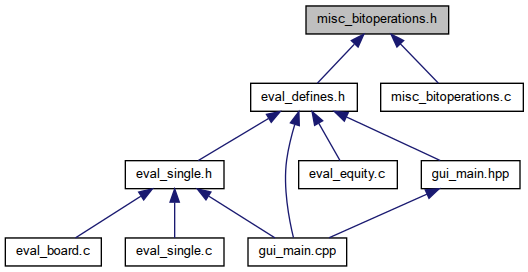 misc_bitoperations.h
eval_defines.h
misc_bitoperations.c
eval_single.h
eval_equity.c
gui_main.hpp
eval_board.c
eval_single.c
gui_main.cpp